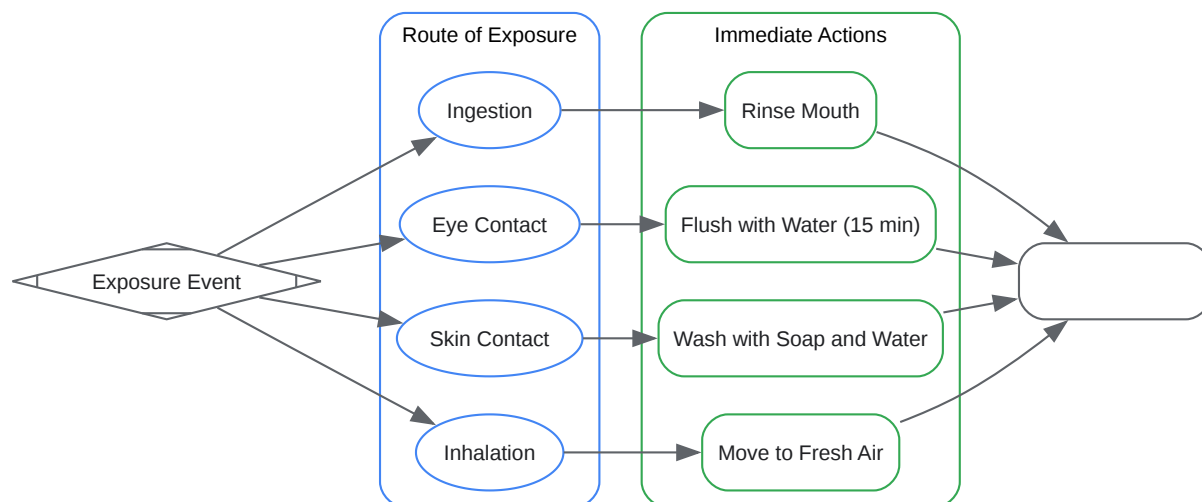 Route of Exposure
Immediate Actions
Ingestion
Rinse Mouth
Eye Contact
Flush with Water (15 min)
Exposure Event
Skin Contact
Wash with Soap and Water
Inhalation
Move to Fresh Air